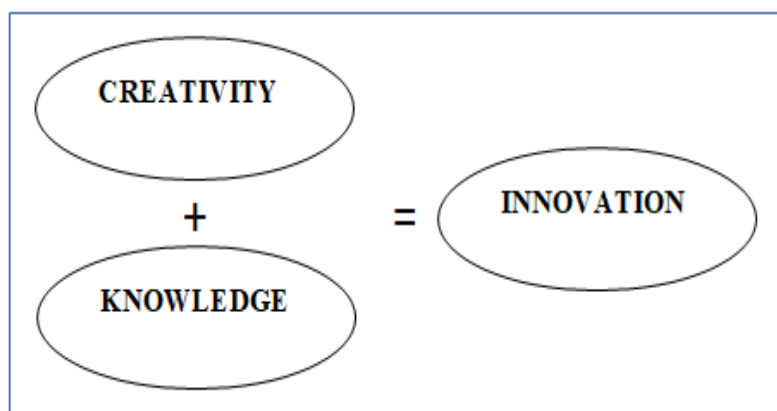 CREATIVITY
+
KNOWLEDGE
=
INNOVATION